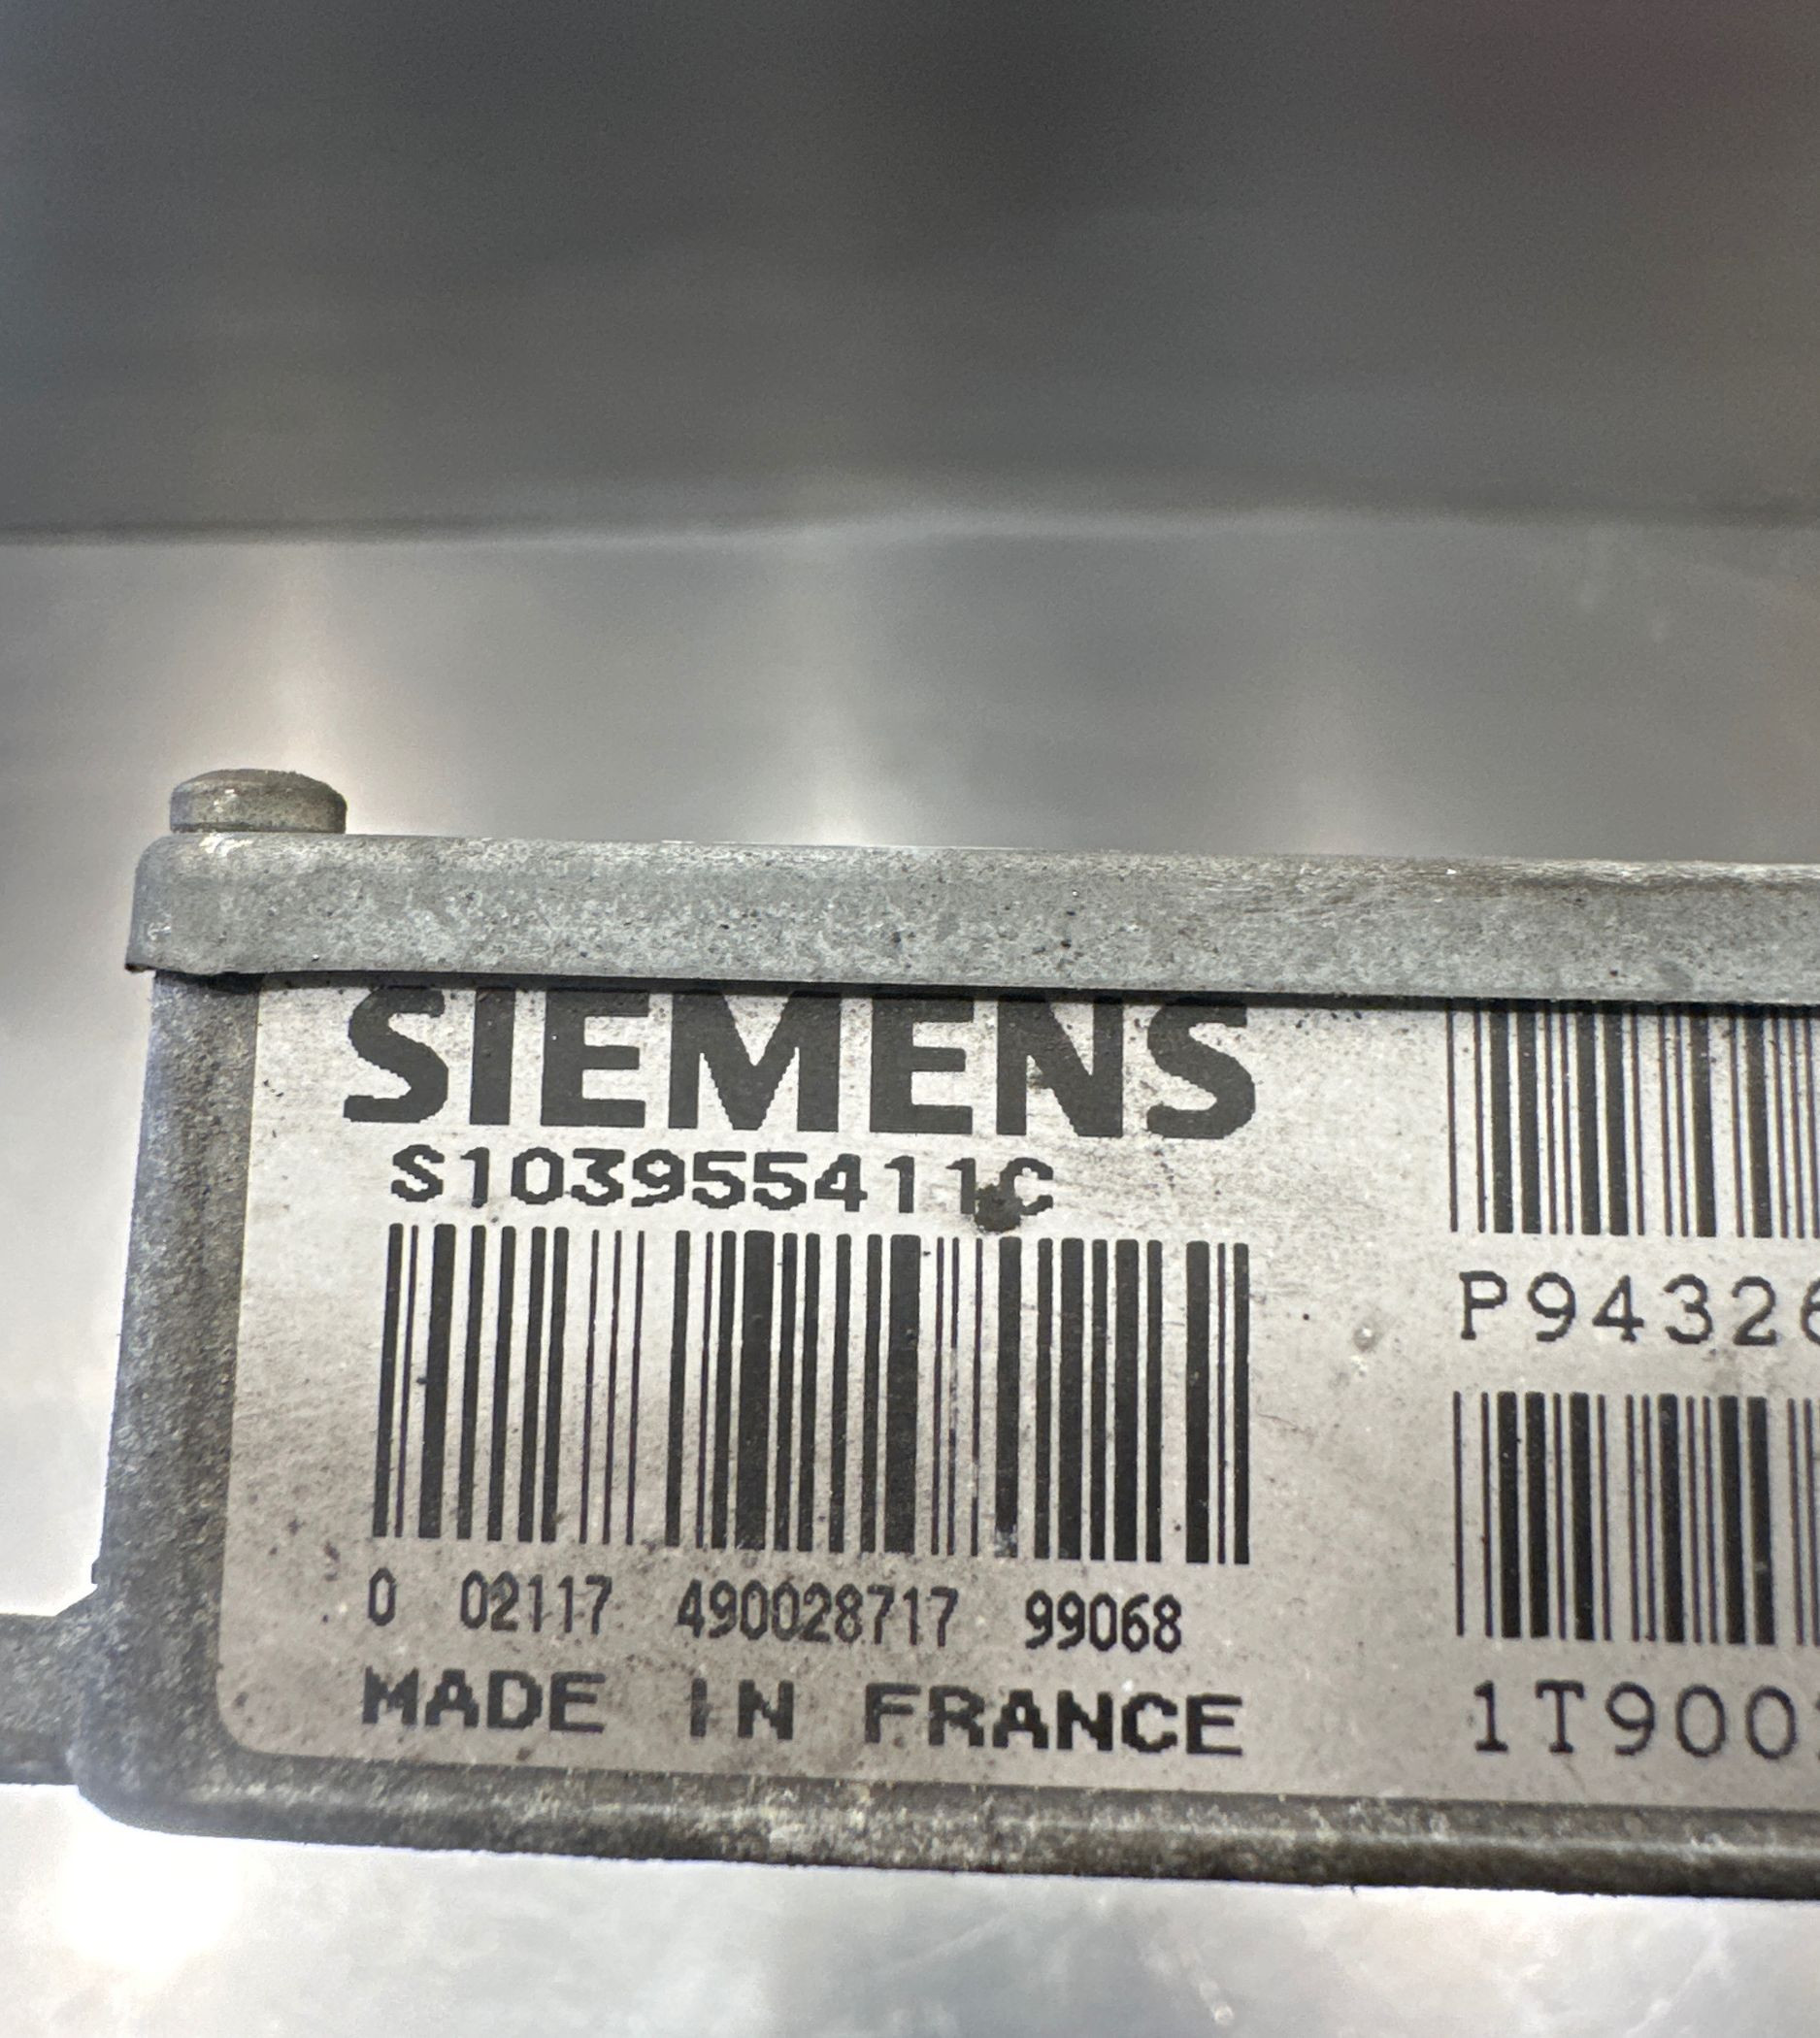 SIEMENS
S103955411C
0 02117 490028717 99068
MADE IN FRANCE
P94326
1T900